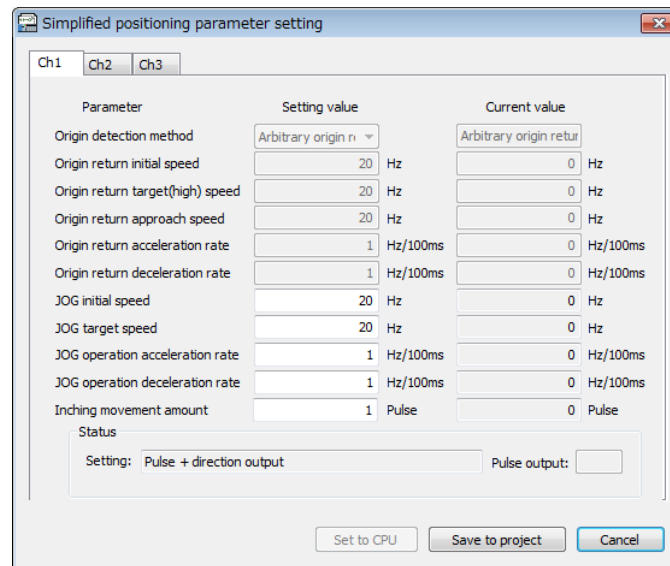 Simplified positioning parameter setting
Ch1 Ch2 Ch3
Parameter Setting value Current value
Origin detection method Arbitrary origin Arbitrary origin retur
Origin return initial speed 20 Hz 0 Hz
Origin return target(high) speed 20 Hz 0 Hz
Origin return approach speed 20 Hz 0 Hz
Origin return acceleration rate 1 Hz/100ms 0 Hz/100ms
Origin return deceleration rate 1 Hz/100ms 0 Hz/100ms
JOG initial speed 20 Hz 0 Hz
JOG target speed 20 Hz 0 Hz
JOG operation acceleration rate 1 Hz/100ms 0 Hz/100ms
JOG operation deceleration rate 1 Hz/100ms 0 Hz/100ms
Inching movement amount 1 Pulse 0 Pulse
Status
Setting: Pulse + direction output Pulse output:
Set to CPU Save to project Cancel